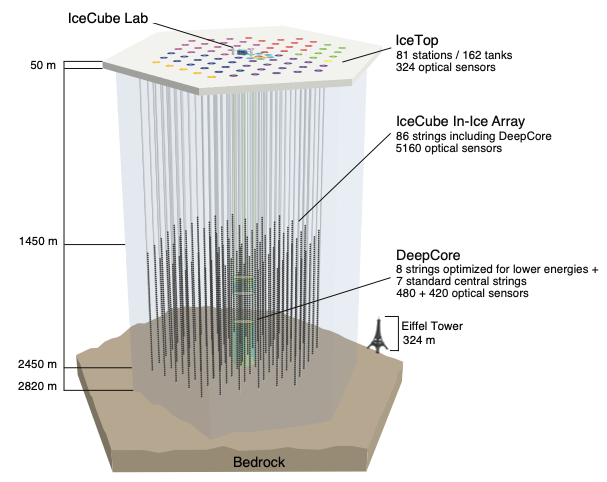 IceCube Lab
IceTop
81 stations / 162 tanks
324 optical sensors
50 m
IceCube In-Ice Array
86 strings including DeepCore
5160 optical sensors
1450 m
DeepCore
8 strings optimized for lower energies +
7 standard central strings
480 + 420 optical sensors
Eiffel Tower
324 m
2450 m
2820 m
Bedrock